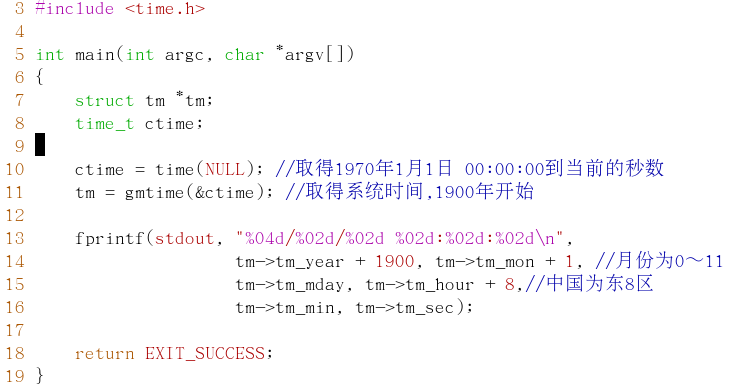 3 #include <time.h>
4
5 int main(int argc, char *argv[])
6 {
7     struct tm *tm;
8     time_t ctime;
9
10     ctime = time(NULL); //取得1970年1月1日 00:00:00到当前的秒数
11     tm = gmtime(&ctime); //取得系统时间,1900年开始
12
13     fprintf(stdout, "%04d/%02d/%02d %02d:%02d:%02d\n",
14                     tm->tm_year + 1900, tm->tm_mon + 1, //月份为0～11
15                     tm->tm_mday, tm->tm_hour + 8,//中国为东8区
16                     tm->tm_min, tm->tm_sec);
17
18     return EXIT_SUCCESS;
19 }